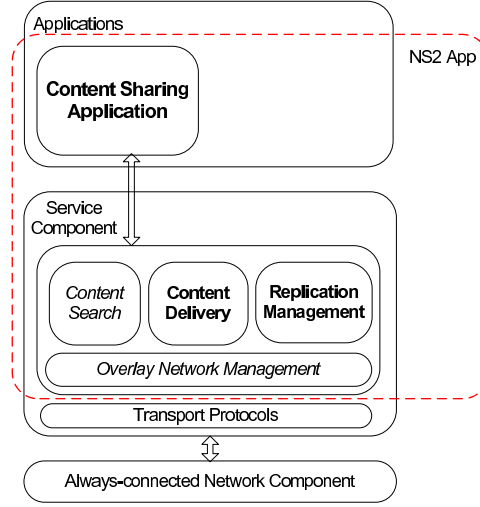 Applications
NS2 App
Content Sharing
Application
Service
Component
Content
Search
Content
Delivery
Replication
Management
Overlay Network Management
Transport Protocols
Always-connected Network Component